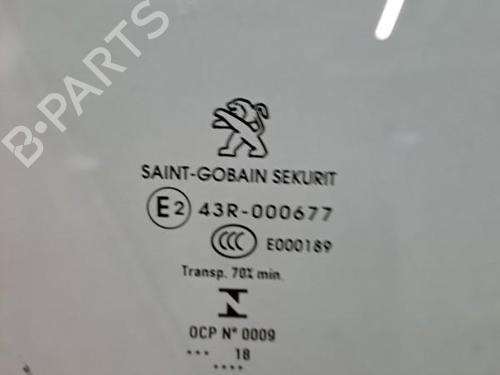 B-PARTS
SAINT-GOBAIN SEKURIT
E2 43R-000677
CCC E000189
Transp. 70% min.
N
OCP N° 0009
... 18
....